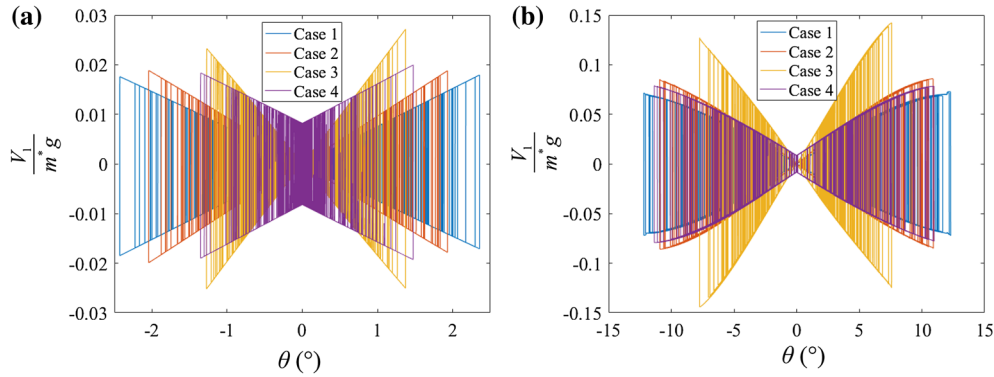 (a)
0.03
0.02
0.01
0
-0.01
-0.02
-0.03
V₁
m* g
Case 1
Case 2
Case 3
Case 4
-2
-1
0
1
2
θ (°)
(b)
0.15
0.1
0.05
0
-0.05
-0.1
-0.15
V₁
m* g
Case 1
Case 2
Case 3
Case 4
-15
-10
-5
0
5
10
15
θ (°)